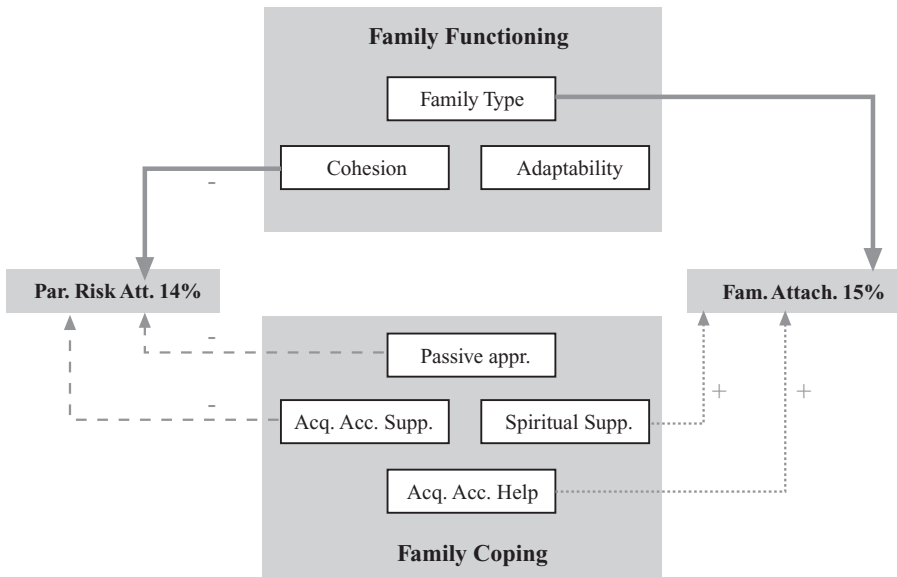 Family Functioning
Family Type
Cohesion
Adaptability
-
Par. Risk Att. 14%
Fam. Attach. 15%
-
Passive appr.
-
+
+
Acq. Acc. Supp.
Spiritual Supp.
Acq. Acc. Help
Family Coping